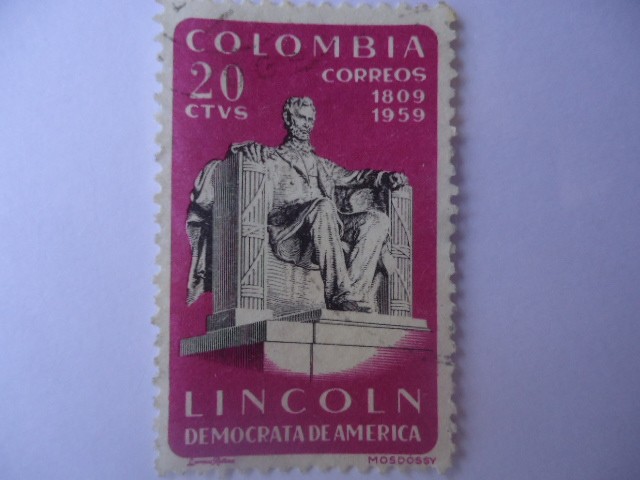 COLOMBIA
20 CORREOS
CTVS 1809
1959
LINCOLN
DEMOCRATA DE AMERICA
MOSDOSSY